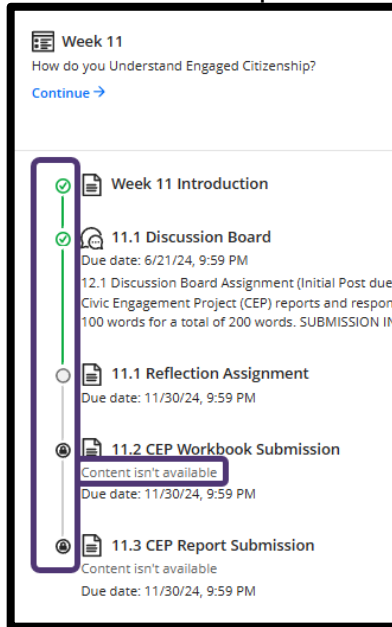 Week 11
How do you Understand Engaged Citizenship?
Continue →
Week 11 Introduction
11.1 Discussion Board
Due date: 6/21/24, 9:59 PM
12.1 Discussion Board Assignment (Initial Post due
Civic Engagement Project (CEP) reports and respon
100 words for a total of 200 words. SUBMISSION IN
11.1 Reflection Assignment
Due date: 11/30/24, 9:59 PM
11.2 CEP Workbook Submission
Content isn't available
Due date: 11/30/24, 9:59 PM
11.3 CEP Report Submission
Content isn't available
Due date: 11/30/24, 9:59 PM